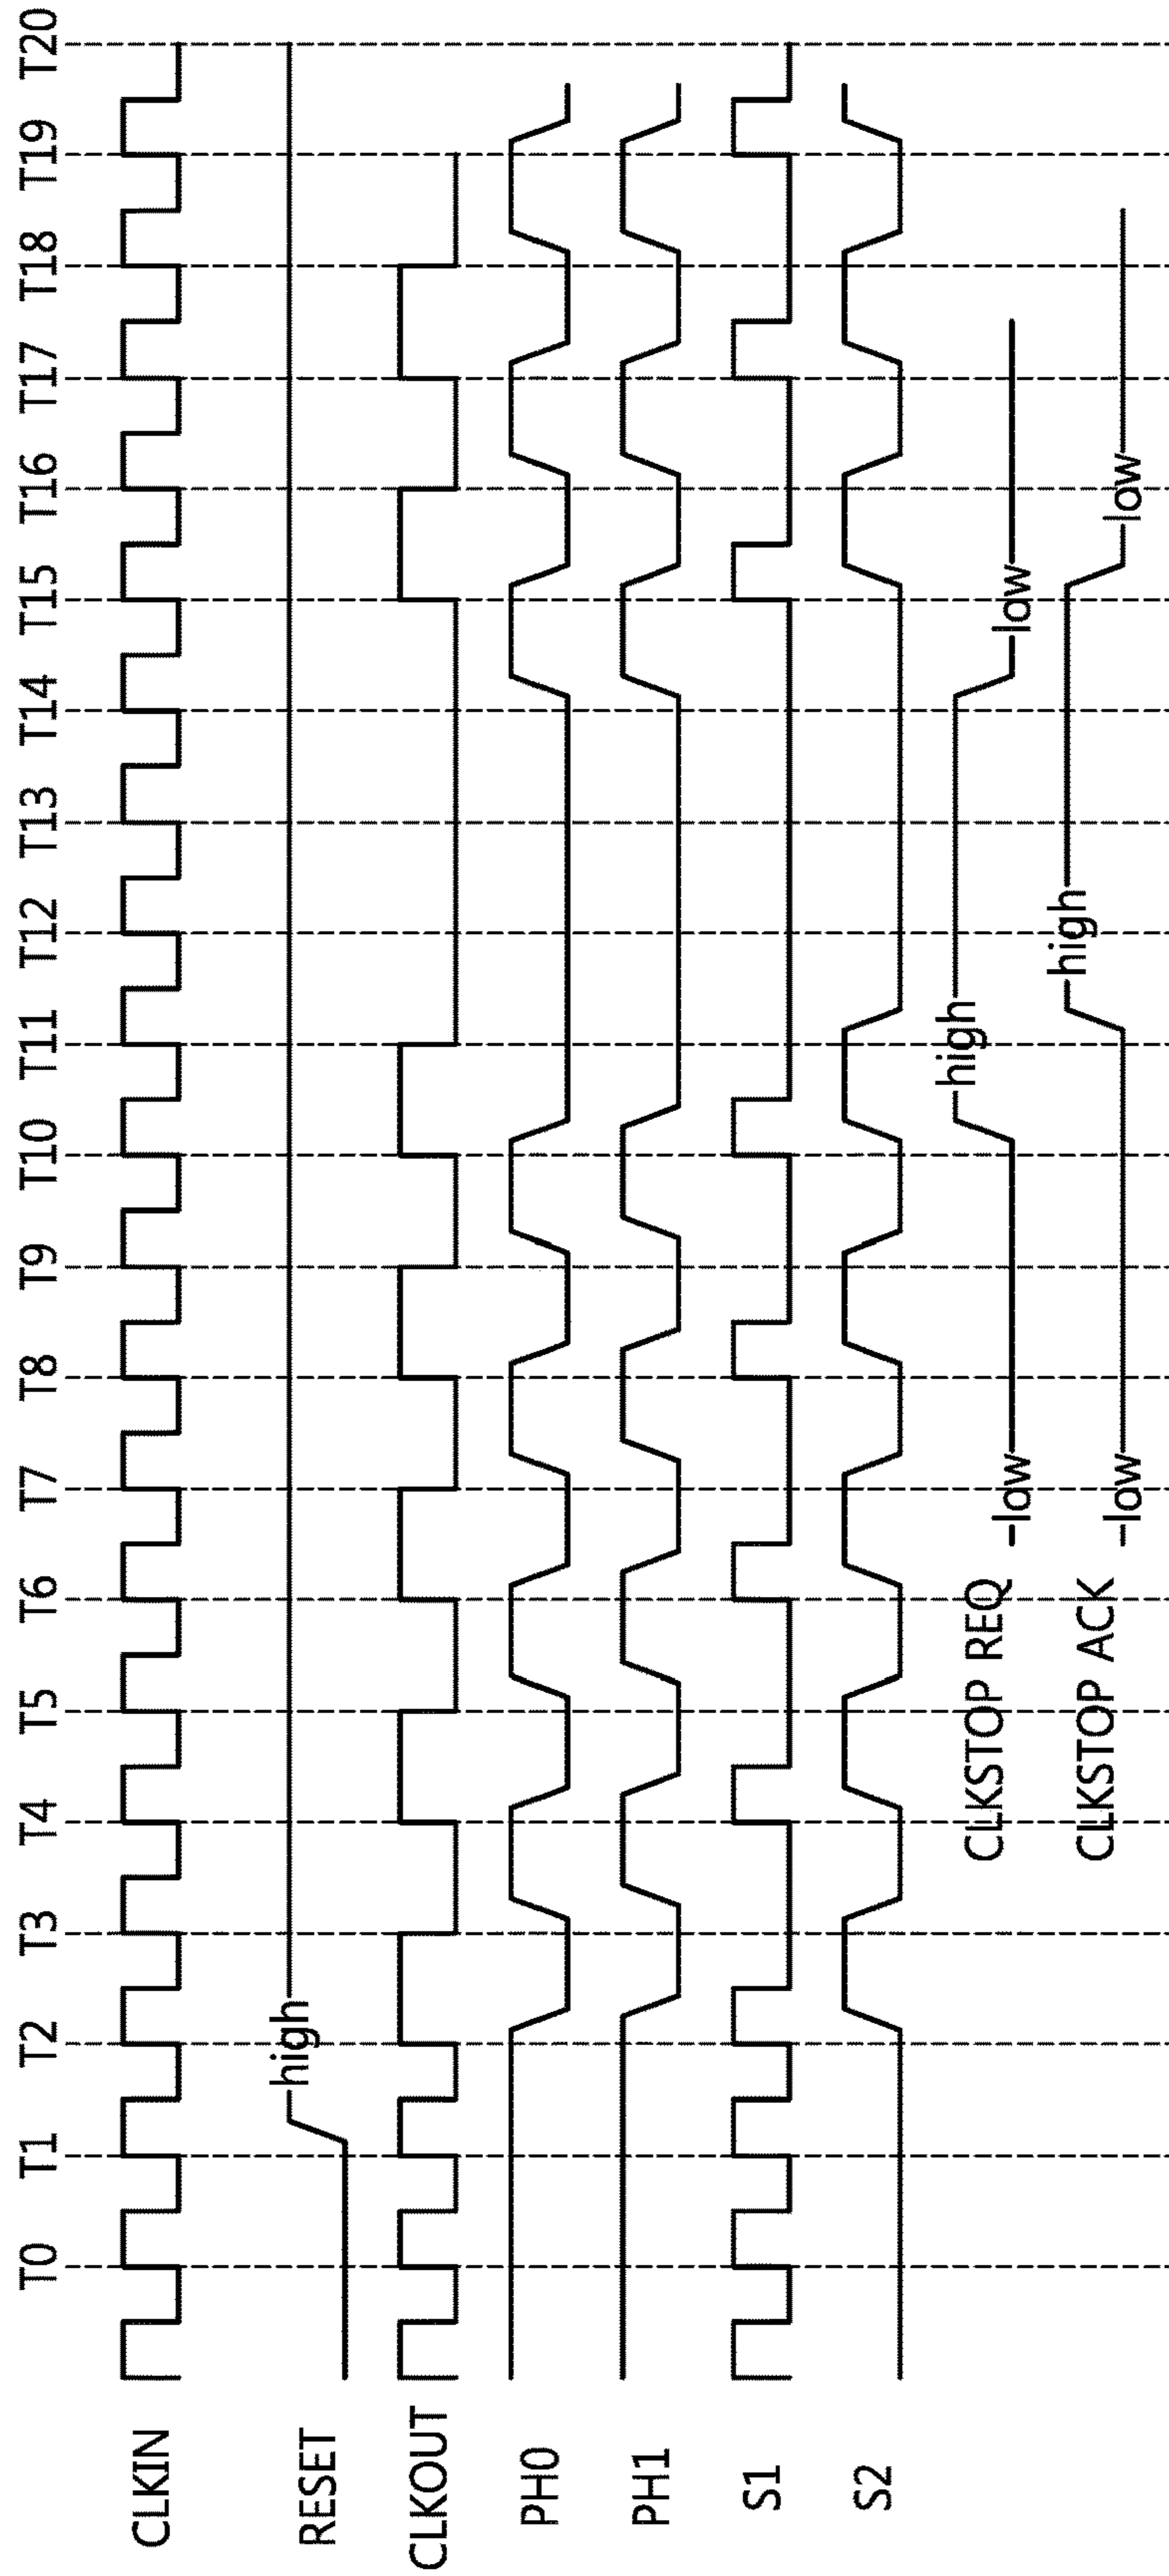 T0 T1 T2 T3 T4 T5 T6 T7 T8 T9 T10 T11 T12 T13 T14 T15 T16 T17 T18 T19 T20
CLKIN
RESET high
CLKOUT
PH0
PH1
S1
S2
CLKSTOP REQ low high low
CLKSTOP ACK low high low